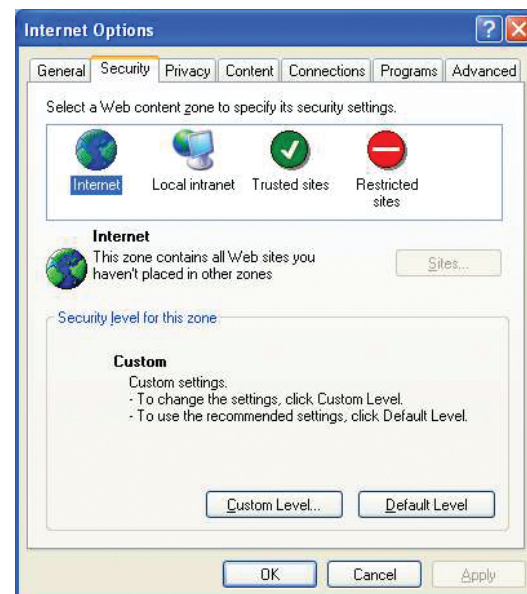 Internet Options
General Security Privacy Content Connections Programs Advanced
Select a Web content zone to specify its security settings.
Internet Local intranet Trusted sites Restricted
sites
Internet
This zone contains all Web sites you
haven't placed in other zones
Sites...
Security level for this zone
Custom
Custom settings.
- To change the settings, click Custom Level.
- To use the recommended settings, click Default Level.
Custom Level... Default Level
OK Cancel Apply